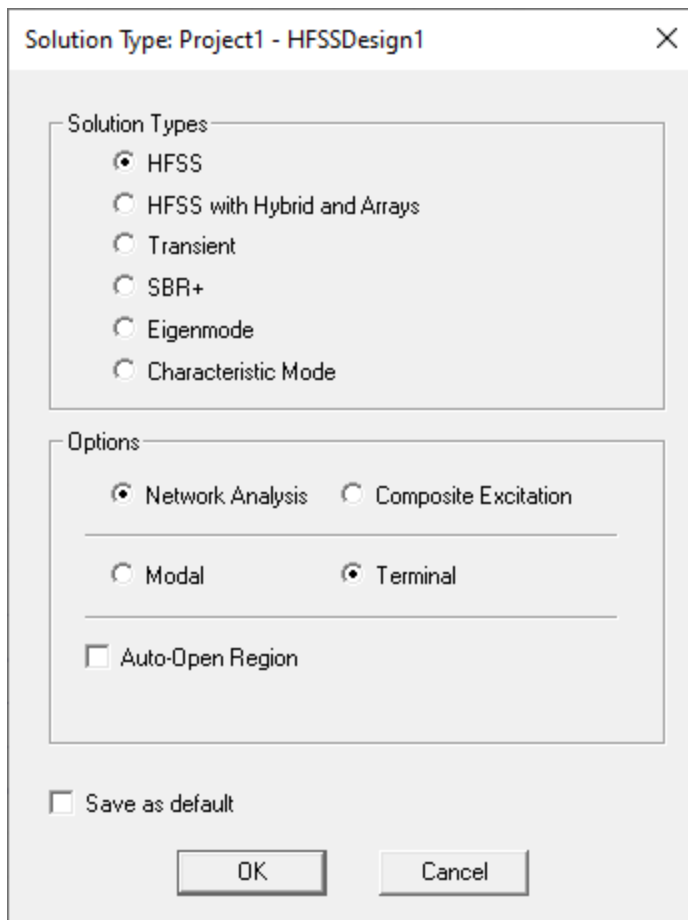 Solution Type: Project1 - HFSSDesign1
Solution Types
HFSS
HFSS with Hybrid and Arrays
Transient
SBR+
Eigenmode
Characteristic Mode
Options
Network Analysis Composite Excitation
Modal Terminal
Auto-Open Region
Save as default
OK Cancel